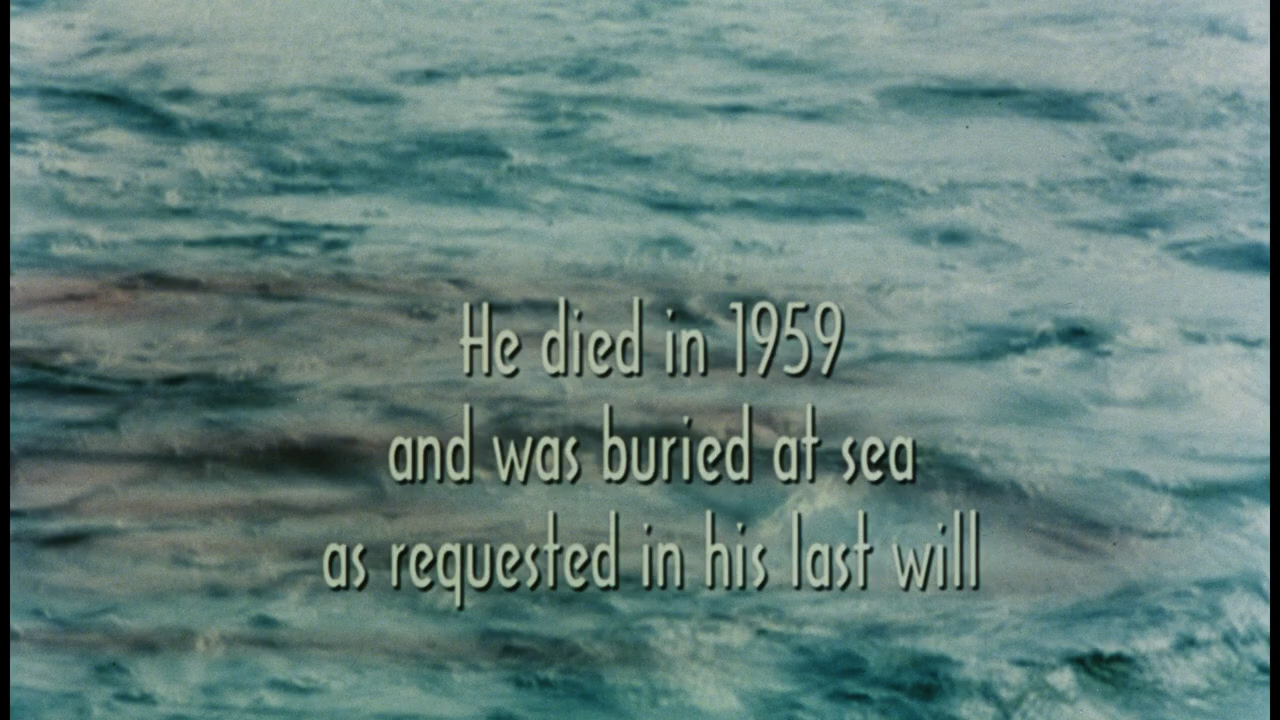 He died in 1959
and was buried at sea
as requested in his last will